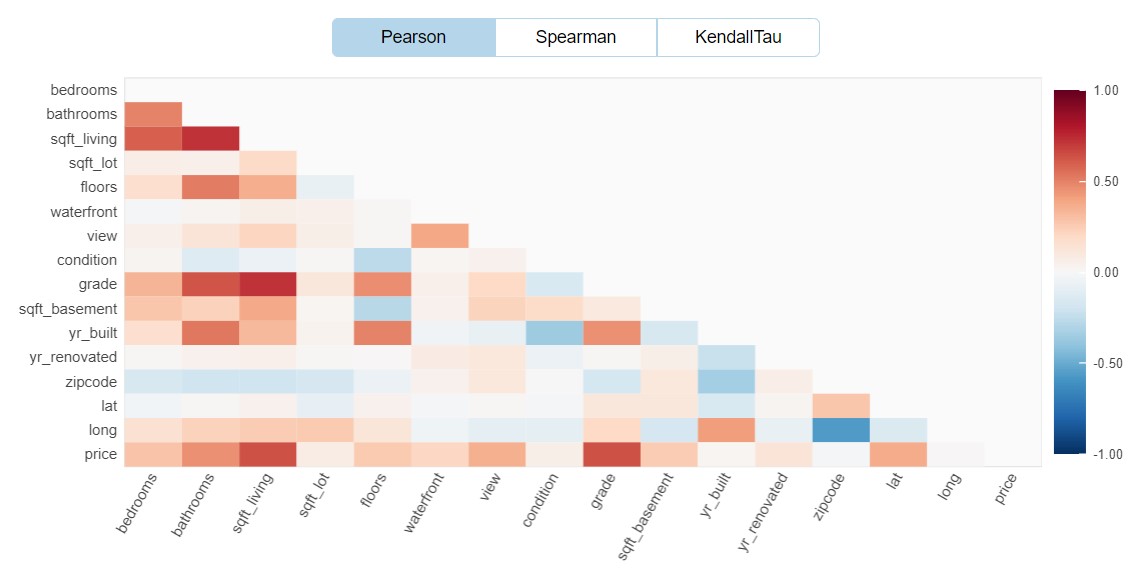 Pearson Spearman KendallTau
bedrooms
bathrooms
sqft_living
sqft_lot
floors
waterfront
view
condition
grade
sqft_basement
yr_built
yr_renovated
zipcode
lat
long
price
1.00
0.50
0.00
-0.50
-1.00
bedrooms
bathrooms
sqft_living
sqft_lot
floors
waterfront
view
condition
grade
sqft_basement
yr_built
yr_renovated
zipcode
lat
long
price